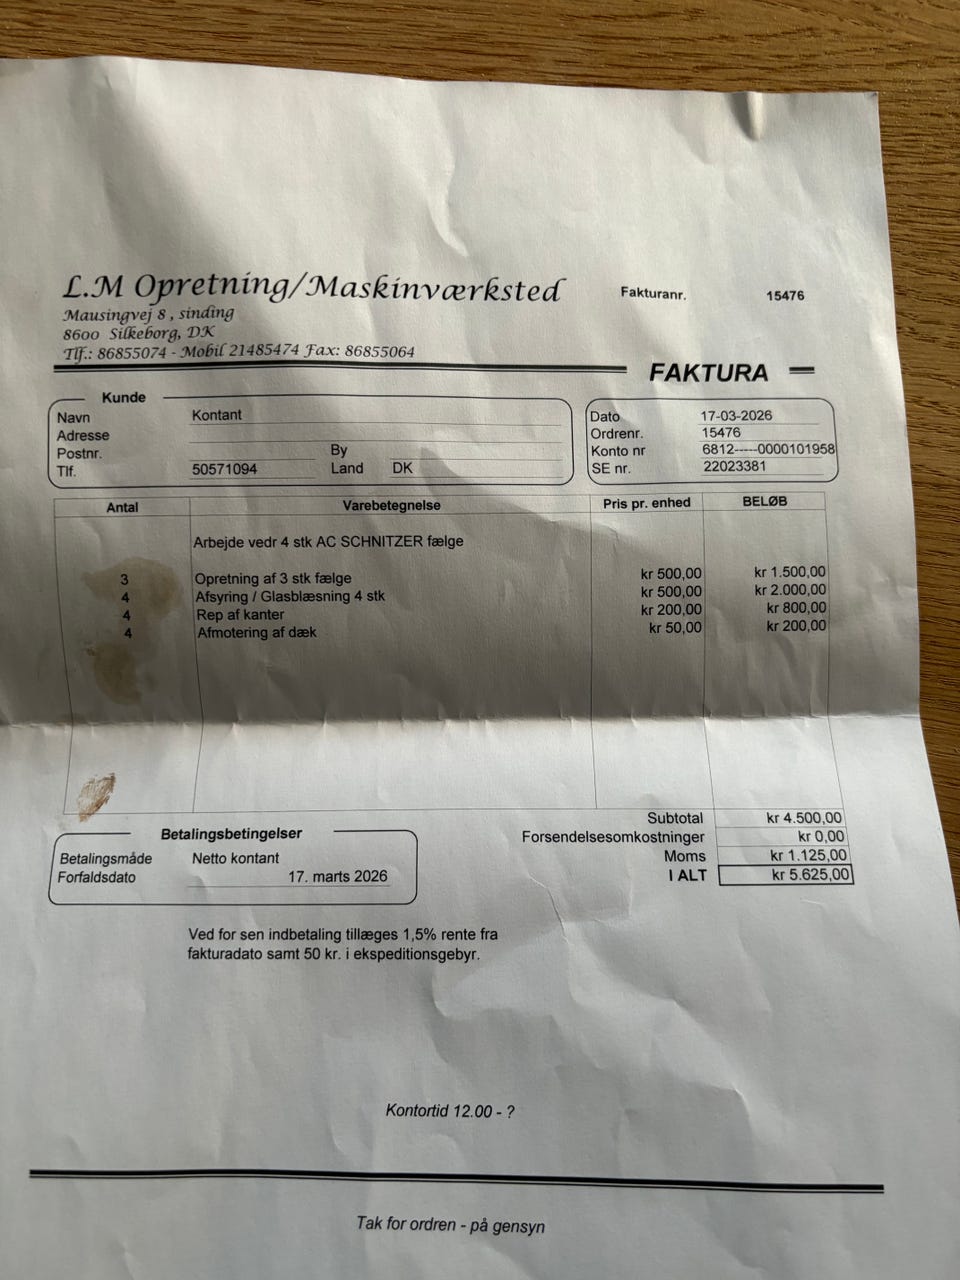 L.M Opretning/Maskinværksted
Mausingvej 8 , sinding
8600 Silkeborg, DK
Tlf.: 86855074 - Mobil 21485474 Fax: 86855064
Fakturanr. 15476
FAKTURA
Kunde
Navn Kontant
Adresse
Postnr. By
Tlf. 50571094 Land DK
Dato 17-03-2026
Ordrenr. 15476
Konto nr 6812-----0000101958
SE nr. 22023381
Antal Varebetegnelse Pris pr. enhed BELØB
Arbejde vedr 4 stk AC SCHNITZER fælge
3 Opretning af 3 stk fælge kr 500,00 kr 1.500,00
4 Afsyring / Glasblæsning 4 stk kr 500,00 kr 2.000,00
4 Rep af kanter kr 200,00 kr 800,00
4 Afmotering af dæk kr 50,00 kr 200,00
Subtotal kr 4.500,00
Forsendelsesomkostninger kr 0,00
Moms kr 1.125,00
I ALT kr 5.625,00
Betalingsbetingelser
Betalingsmåde Netto kontant
Forfaldsdato 17. marts 2026
Ved for sen indbetaling tillæges 1,5% rente fra
fakturadato samt 50 kr. i ekspeditionsgebyr.
Kontortid 12.00 - ?
Tak for ordren - på gensyn